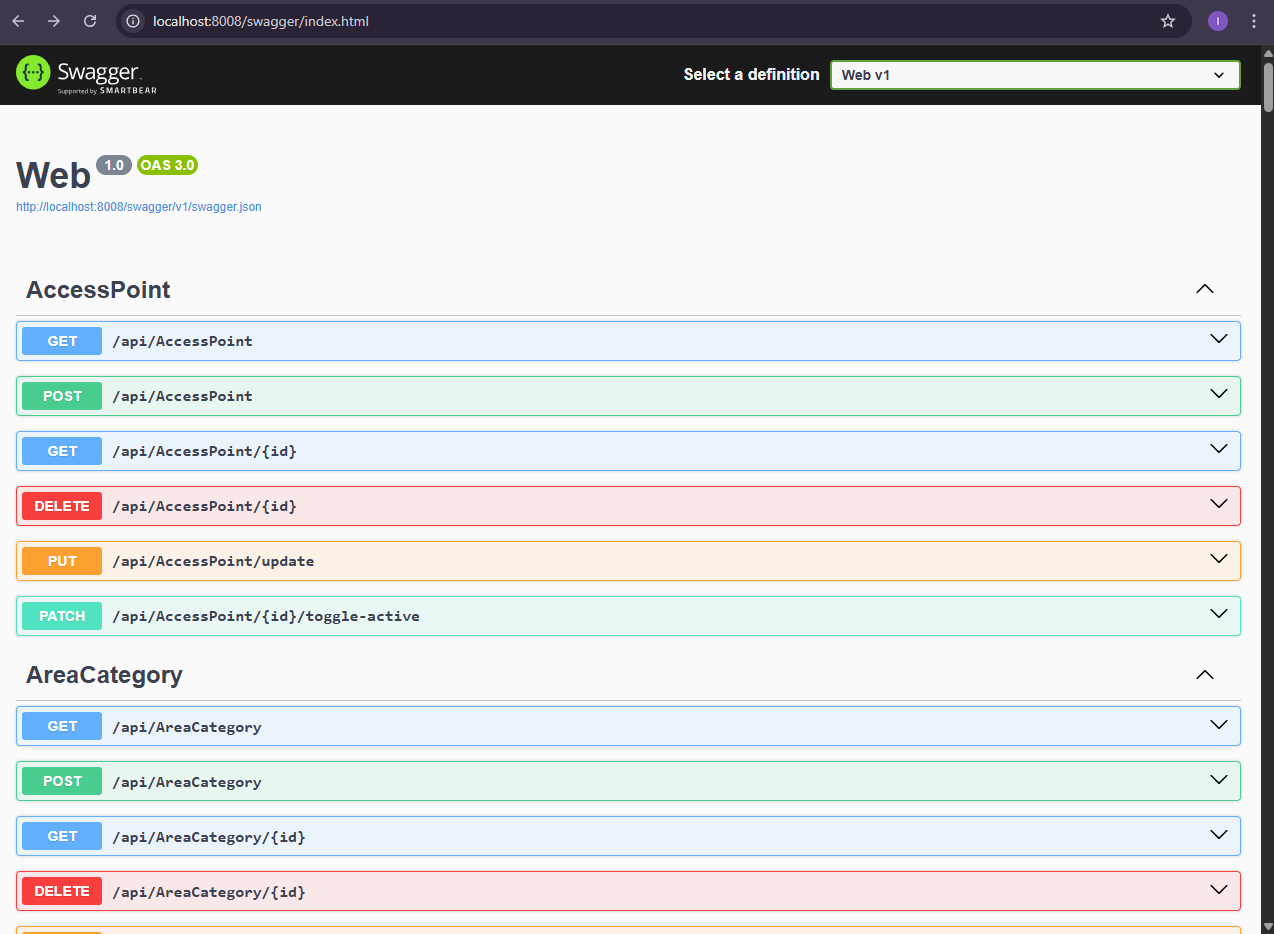 localhost:8008/swagger/index.html
I
{···} Swagger
Supported by SMARTBEAR
Select a definition
Web v1
Web 1.0 OAS 3.0
http://localhost:8008/swagger/v1/swagger.json
AccessPoint
GET /api/AccessPoint
POST /api/AccessPoint
GET /api/AccessPoint/{id}
DELETE /api/AccessPoint/{id}
PUT /api/AccessPoint/update
PATCH /api/AccessPoint/{id}/toggle-active
AreaCategory
GET /api/AreaCategory
POST /api/AreaCategory
GET /api/AreaCategory/{id}
DELETE /api/AreaCategory/{id}